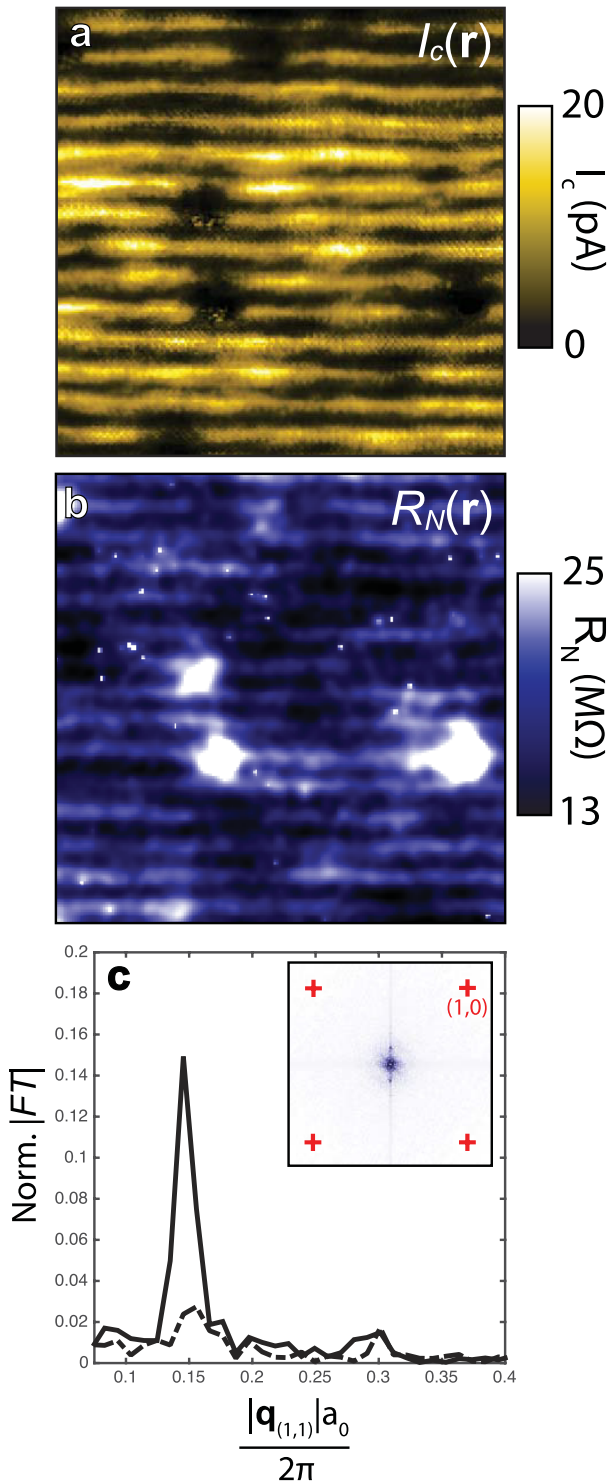 a
I_c(r)
20
I_c (pA)
0
b
R_N(r)
25
R_N (MΩ)
13
c
0.2
0.18
0.16
0.14
0.12
0.1
0.08
0.06
0.04
0.02
0
Norm. |FT|
(1,0)
0.1
0.15
0.2
0.25
0.3
0.35
0.4
|q_(1,1)|a_0
2π